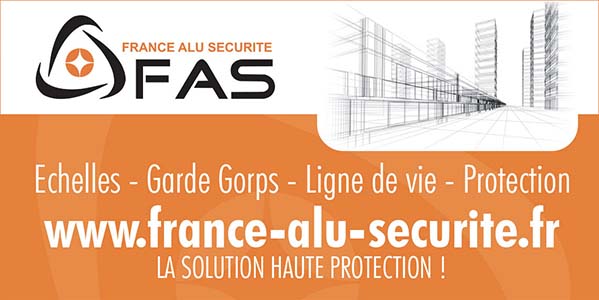 FRANCE ALU SECURITE
FAS
Echelles - Garde Gorps - Ligne de vie - Protection
www.france-alu-securite.fr
LA SOLUTION HAUTE PROTECTION !